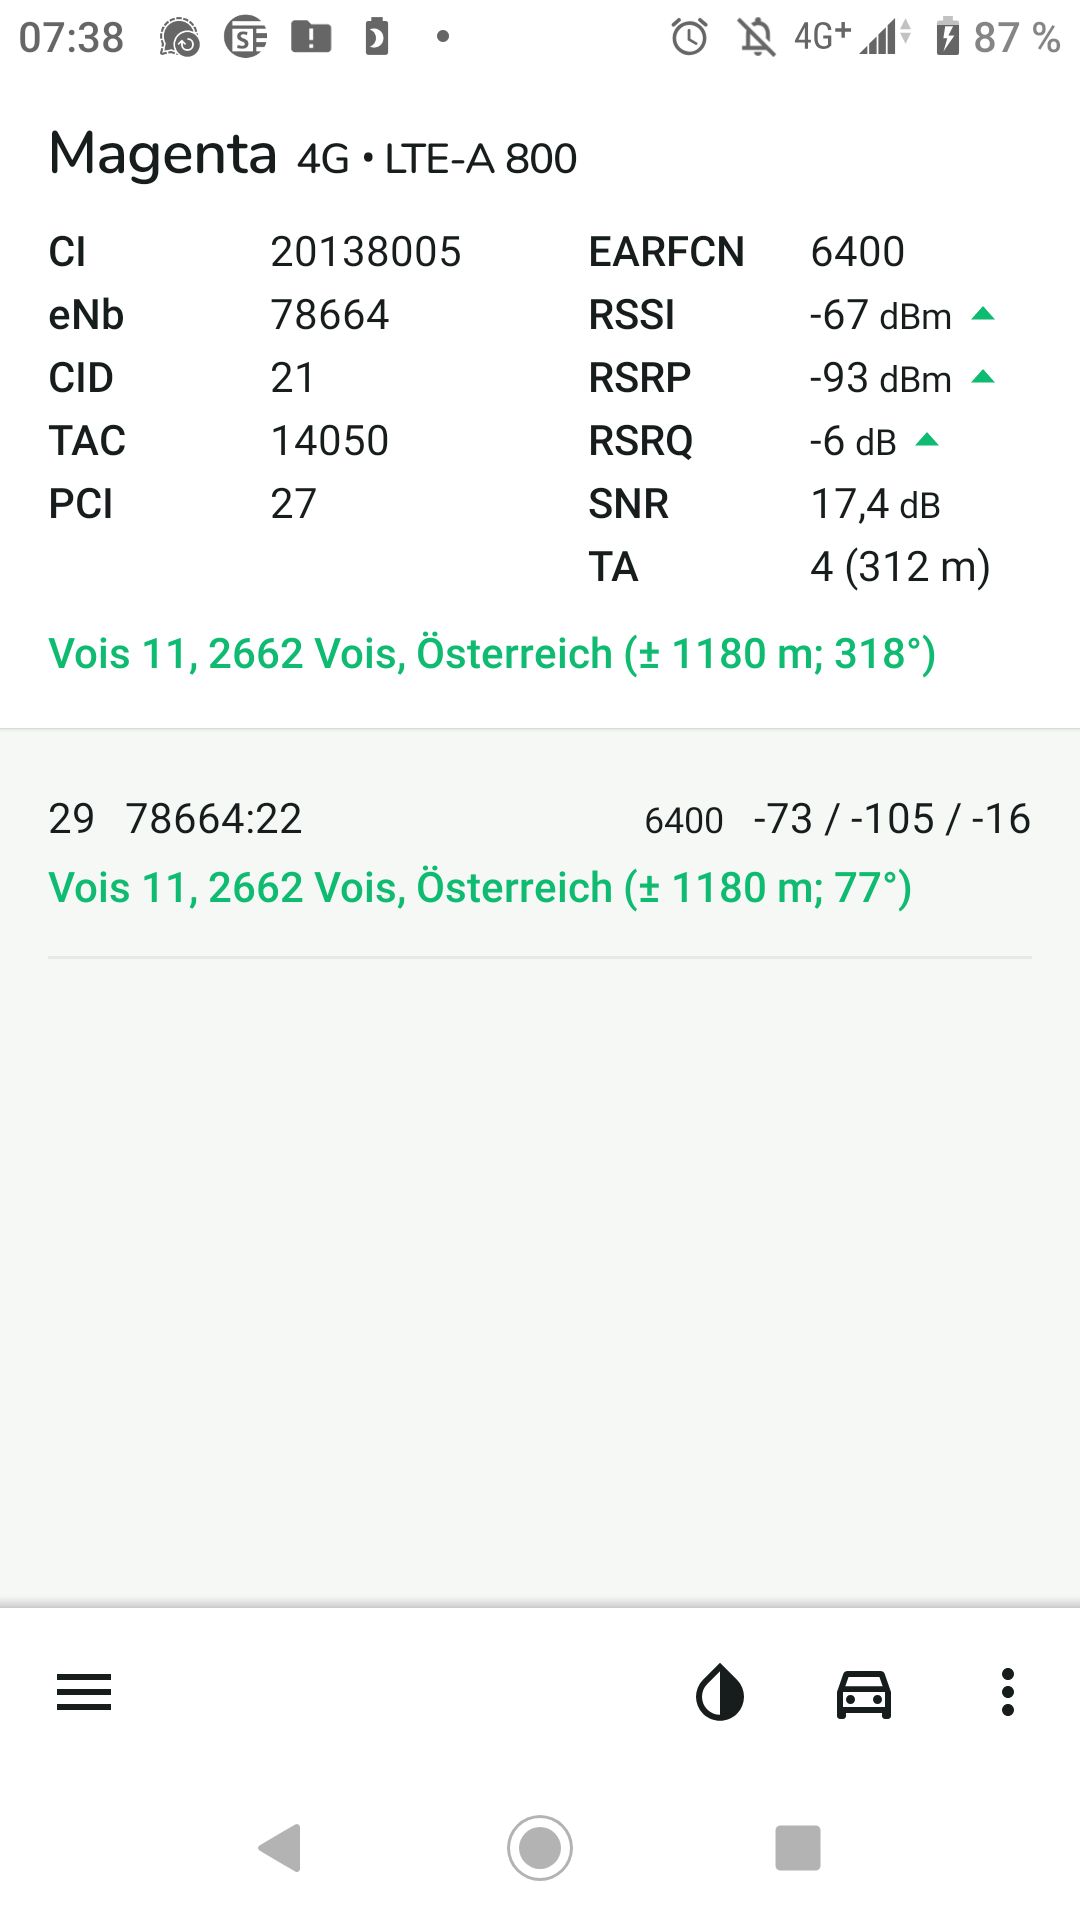 07:38 4G+ 87 %
Magenta 4G • LTE-A 800
CI 20138005 EARFCN 6400
eNb 78664 RSSI -67 dBm
CID 21 RSRP -93 dBm
TAC 14050 RSRQ -6 dB
PCI 27 SNR 17,4 dB
TA 4 (312 m)
Vois 11, 2662 Vois, Österreich (± 1180 m; 318°)
29 78664:22 6400 -73 / -105 / -16
Vois 11, 2662 Vois, Österreich (± 1180 m; 77°)